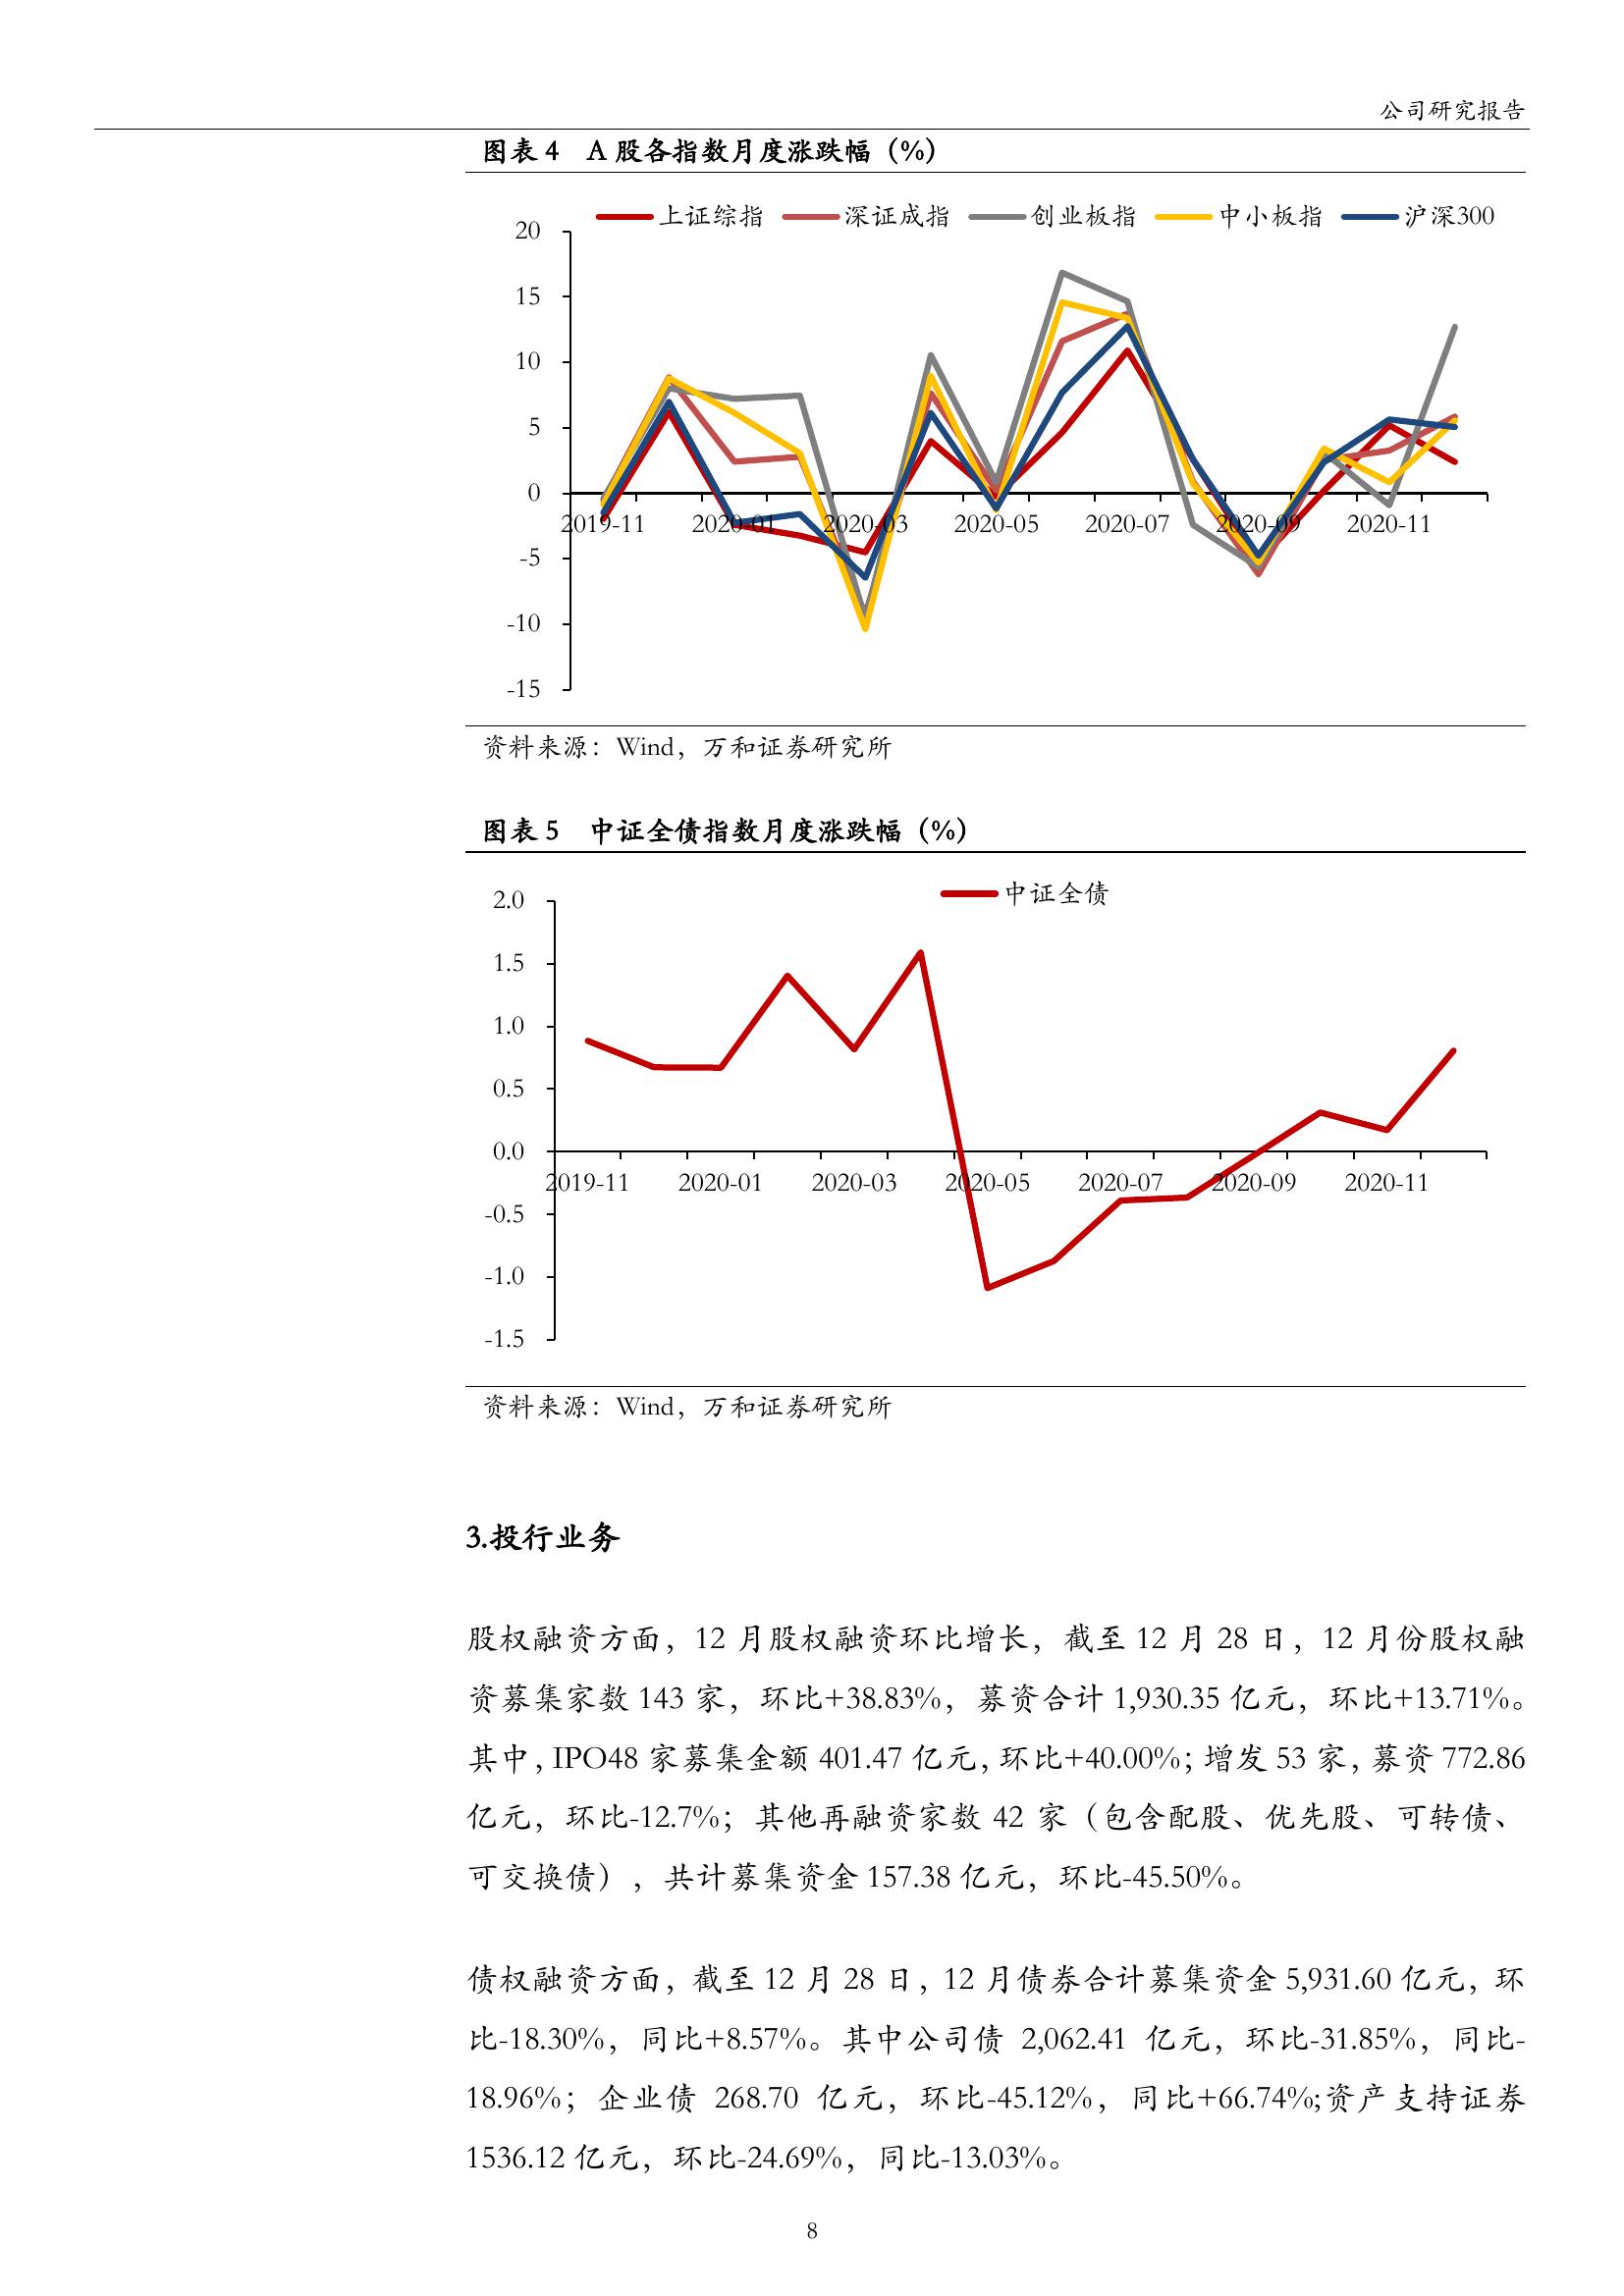 公司研究报告
图表 4 A 股各指数月度涨跌幅（%）
上证综指 深证成指 创业板指 中小板指 沪深300
20
15
10
5
0
2019-11 2020-01 2020-03 2020-05 2020-07 2020-09 2020-11
-5
-10
-15
资料来源：Wind，万和证券研究所
图表 5 中证全债指数月度涨跌幅（%）
中证全债
2.0
1.5
1.0
0.5
0.0
2019-11 2020-01 2020-03 2020-05 2020-07 2020-09 2020-11
-0.5
-1.0
-1.5
资料来源：Wind，万和证券研究所
3.投行业务
股权融资方面，12 月股权融资环比增长，截至 12 月 28 日，12 月份股权融
资募集家数 143 家，环比+38.83%，募资合计 1,930.35 亿元，环比+13.71%。
其中，IPO48 家募集金额 401.47 亿元，环比+40.00%；增发 53 家，募资 772.86
亿元，环比-12.7%；其他再融资家数 42 家（包含配股、优先股、可转债、
可交换债），共计募集资金 157.38 亿元，环比-45.50%。
债权融资方面，截至 12 月 28 日，12 月债券合计募集资金 5,931.60 亿元，环
比-18.30%，同比+8.57%。其中公司债 2,062.41 亿元，环比-31.85%，同比-
18.96%；企业债 268.70 亿元，环比-45.12%，同比+66.74%;资产支持证券
1536.12 亿元，环比-24.69%，同比-13.03%。
8